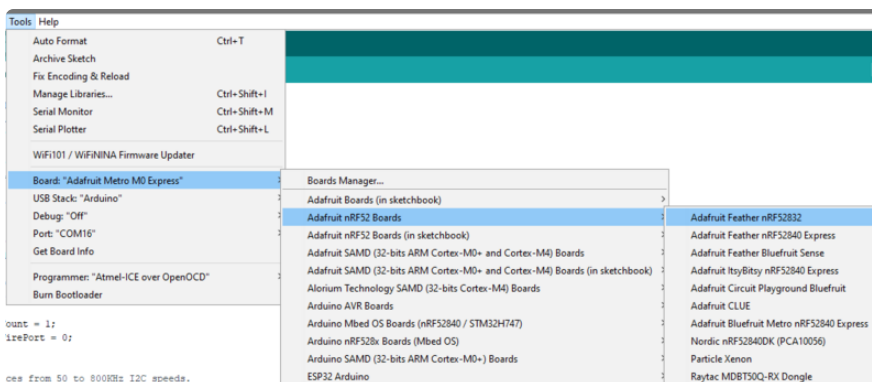 Tools Help
Auto Format Ctrl+T
Archive Sketch
Fix Encoding & Reload
Manage Libraries... Ctrl+Shift+I
Serial Monitor Ctrl+Shift+M
Serial Plotter Ctrl+Shift+L
WiFi101 / WiFiNINA Firmware Updater
Board: "Adafruit Metro M0 Express"
USB Stack: "Arduino"
Debug: "Off"
Port: "COM16"
Get Board Info
Programmer: "Atmel-ICE over OpenOCD"
Burn Bootloader
Boards Manager...
Adafruit Boards (in sketchbook)
Adafruit nRF52 Boards
Adafruit nRF52 Boards (in sketchbook)
Adafruit SAMD (32-bits ARM Cortex-M0+ and Cortex-M4) Boards
Adafruit SAMD (32-bits ARM Cortex-M0+ and Cortex-M4) Boards (in sketchbook)
Alorium Technology SAMD (32-bits Cortex-M4) Boards
Arduino AVR Boards
Arduino Mbed OS Boards (nRF52840 / STM32H747)
Arduino nRF528x Boards (Mbed OS)
Arduino SAMD (32-bits ARM Cortex-M0+) Boards
ESP32 Arduino
Adafruit Feather nRF52832
Adafruit Feather nRF52840 Express
Adafruit Feather Bluefruit Sense
Adafruit ItsyBitsy nRF52840 Express
Adafruit Circuit Playground Bluefruit
Adafruit CLUE
Adafruit Bluefruit Metro nRF52840 Express
Nordic nRF52840DK (PCA10056)
Particle Xenon
Raytac MDBT50Q-RX Dongle
ount = 1;
irePort = 0;
ces from 50 to 800KHz I2C speeds.